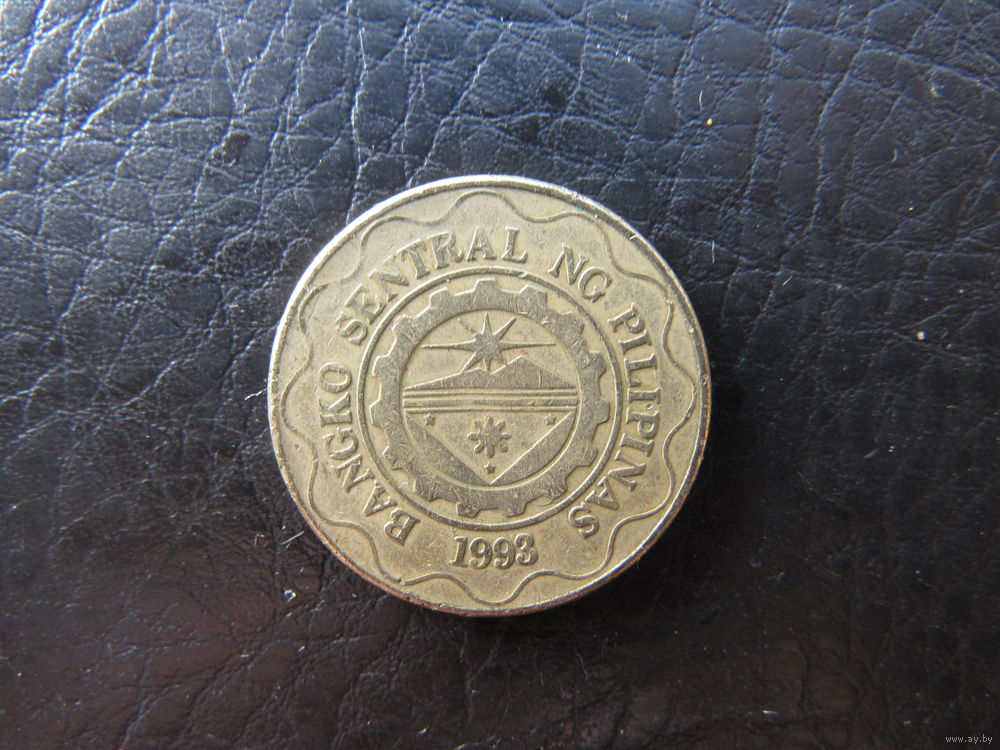 BANGKO SENTRAL NG PILIPINAS
1993
www.ay.by